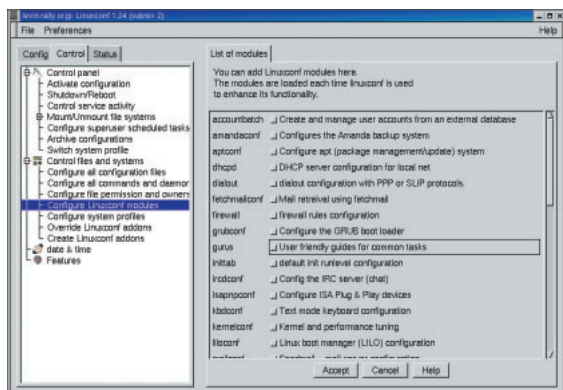 Linuxconf 1.24 (subrev 2)
File Preferences Help
Config Control Status
Control panel
Activate configuration
Shutdown/Reboot
Control service activity
Mount/Unmount file systems
Configure superuser scheduled tasks
Archive configurations
Switch system profile
Control files and systems
Configure all configuration files
Configure all commands and daemon
Configure file permission and owners
Configure Linuxconf modules
Configure system profiles
Override Linuxconf addons
Create Linuxconf addons
date & time
Features
List of modules
You can add Linuxconf modules here.
The modules are loaded each time linuxconf is used
to enhance its functionality.
accountbatch Create and manage user accounts from an external database
amandaconf Configures the Amanda backup system
aptconf Configure apt (package management/update) system
dhcpd DHCP server configuration for local net
dialout dialout configuration with PPP or SLIP protocols.
fetchmailconf Mail retreival using fetchmail
firewall firewall rules configuration
grubconf Configure the GRUB boot loader
gurus User friendly guides for common tasks
inittab default init runlevel configuration
ircdconf Config the IRC server (chat)
isapnpconf Configure ISA Plug & Play devices
kbdconf Text mode keyboard configuration
kernelconf Kernel and performance tuning
liloconf Linux boot manager (LILO) configuration
Accept Cancel Help